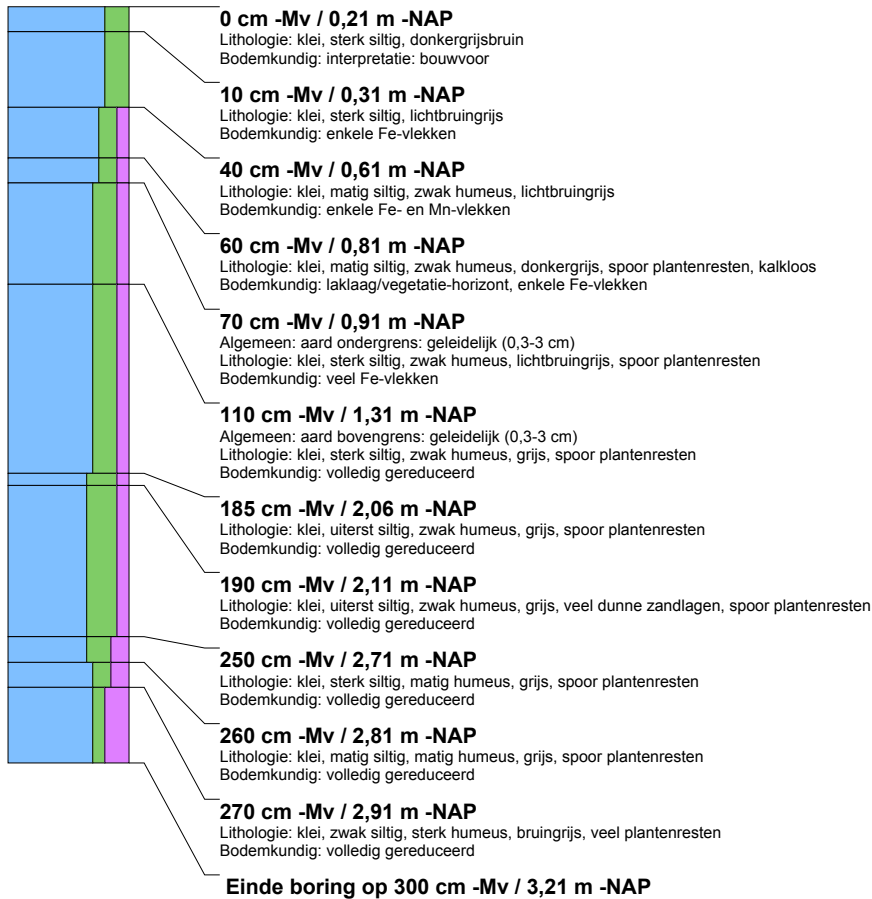 0 cm -Mv / 0,21 m -NAP
Lithologie: klei, sterk siltig, donkergrijsbruin
Bodemkundig: interpretatie: bouwvoor
10 cm -Mv / 0,31 m -NAP
Lithologie: klei, sterk siltig, lichtbruingrijs
Bodemkundig: enkele Fe-vlekken
40 cm -Mv / 0,61 m -NAP
Lithologie: klei, matig siltig, zwak humeus, lichtbruingrijs
Bodemkundig: enkele Fe- en Mn-vlekken
60 cm -Mv / 0,81 m -NAP
Lithologie: klei, matig siltig, zwak humeus, donkergrijs, spoor plantenresten, kalkloos
Bodemkundig: laklaag/vegetatie-horizont, enkele Fe-vlekken
70 cm -Mv / 0,91 m -NAP
Algemeen: aard ondergrens: geleidelijk (0,3-3 cm)
Lithologie: klei, sterk siltig, zwak humeus, lichtbruingrijs, spoor plantenresten
Bodemkundig: veel Fe-vlekken
110 cm -Mv / 1,31 m -NAP
Algemeen: aard bovengrens: geleidelijk (0,3-3 cm)
Lithologie: klei, sterk siltig, zwak humeus, grijs, spoor plantenresten
Bodemkundig: volledig gereduceerd
185 cm -Mv / 2,06 m -NAP
Lithologie: klei, uiterst siltig, zwak humeus, grijs, spoor plantenresten
Bodemkundig: volledig gereduceerd
190 cm -Mv / 2,11 m -NAP
Lithologie: klei, uiterst siltig, zwak humeus, grijs, veel dunne zandlagen, spoor plantenresten
Bodemkundig: volledig gereduceerd
250 cm -Mv / 2,71 m -NAP
Lithologie: klei, sterk siltig, matig humeus, grijs, spoor plantenresten
Bodemkundig: volledig gereduceerd
260 cm -Mv / 2,81 m -NAP
Lithologie: klei, matig siltig, matig humeus, grijs, spoor plantenresten
Bodemkundig: volledig gereduceerd
270 cm -Mv / 2,91 m -NAP
Lithologie: klei, zwak siltig, sterk humeus, bruingrijs, veel plantenresten
Bodemkundig: volledig gereduceerd
Einde boring op 300 cm -Mv / 3,21 m -NAP